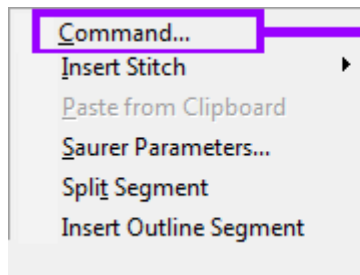 Command...
Insert Stitch
Paste from Clipboard
Saurer Parameters...
Split Segment
Insert Outline Segment